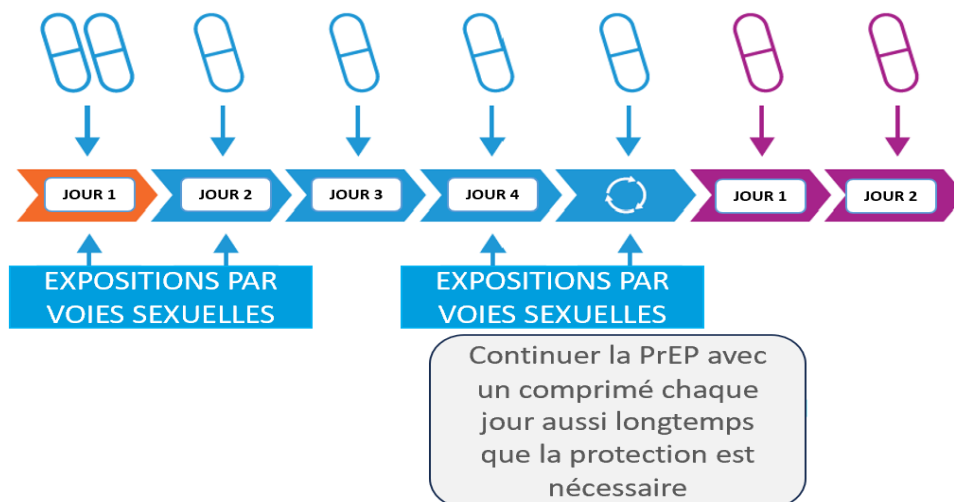 JOUR 1
JOUR 2
JOUR 3
JOUR 4
JOUR 1
JOUR 2
EXPOSITIONS PAR
VOIES SEXUELLES
EXPOSITIONS PAR
VOIES SEXUELLES
Continuer la PrEP avec
un comprimé chaque
jour aussi longtemps
que la protection est
nécessaire